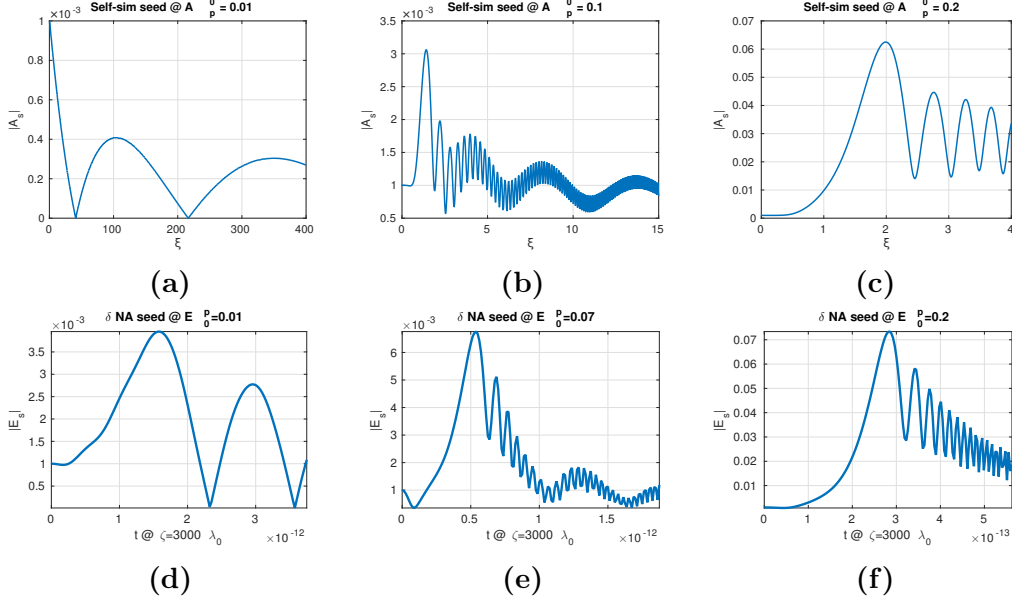 Self-sim seed @ A 0 p = 0.01
×10 -3
|A s |
1
0.8
0.6
0.4
0.2
0
0 100 200 300 400
ξ
(a)
Self-sim seed @ A 0 p = 0.1
×10 -3
|A s |
3.5
3
2.5
2
1.5
1
0.5
0 5 10 15
ξ
(b)
Self-sim seed @ A 0 p = 0.2
|A s |
0.07
0.06
0.05
0.04
0.03
0.02
0.01
0
0 1 2 3 4
ξ
(c)
δ NA seed @ E p 0 =0.01
×10 -3
|E s |
3.5
3
2.5
2
1.5
1
0.5
0 1 2 3
t @ ζ=3000 λ 0
×10 -12
(d)
δ NA seed @ E p 0 =0.07
×10 -3
|E s |
6
5
4
3
2
1
0 0.5 1 1.5
t @ ζ=3000 λ 0
×10 -12
(e)
δ NA seed @ E p 0 =0.2
|E s |
0.07
0.06
0.05
0.04
0.03
0.02
0.01
0 1 2 3 4 5
t @ ζ=3000 λ 0
×10 -13
(f)